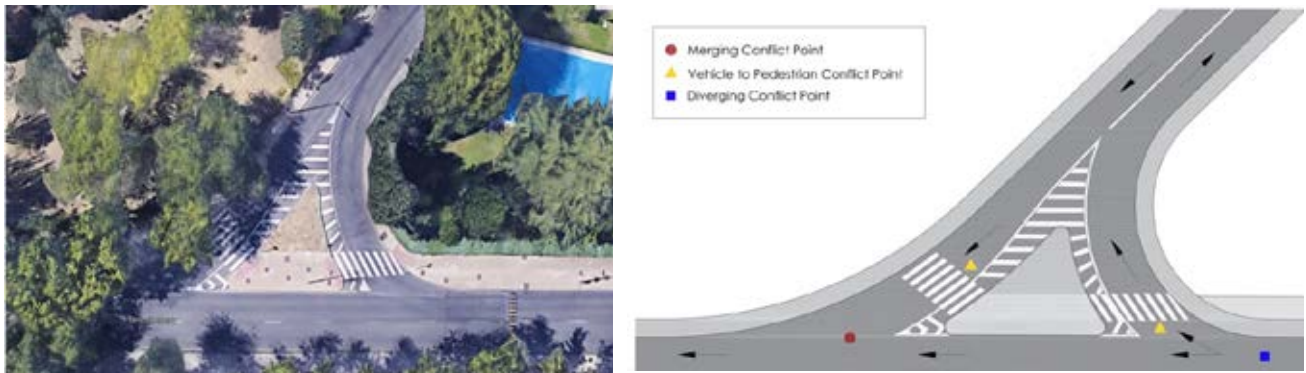 Merging Conflict Point
Vehicle to Pedestrian Conflict Point
Diverging Conflict Point